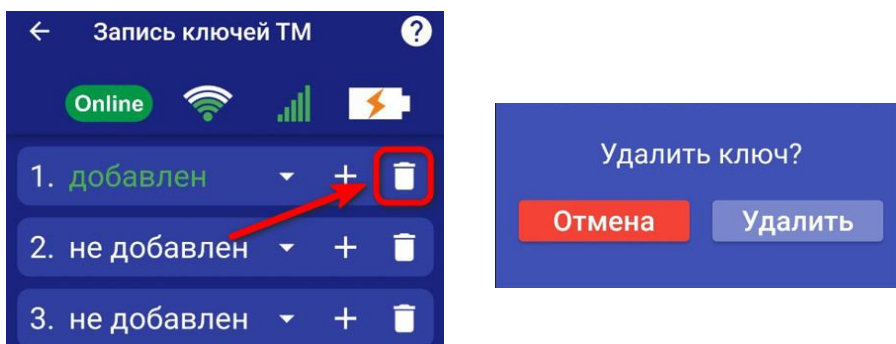 Запись ключей ТМ
?
Online
1. добавлен
2. не добавлен
3. не добавлен
Удалить ключ?
Отмена Удалить